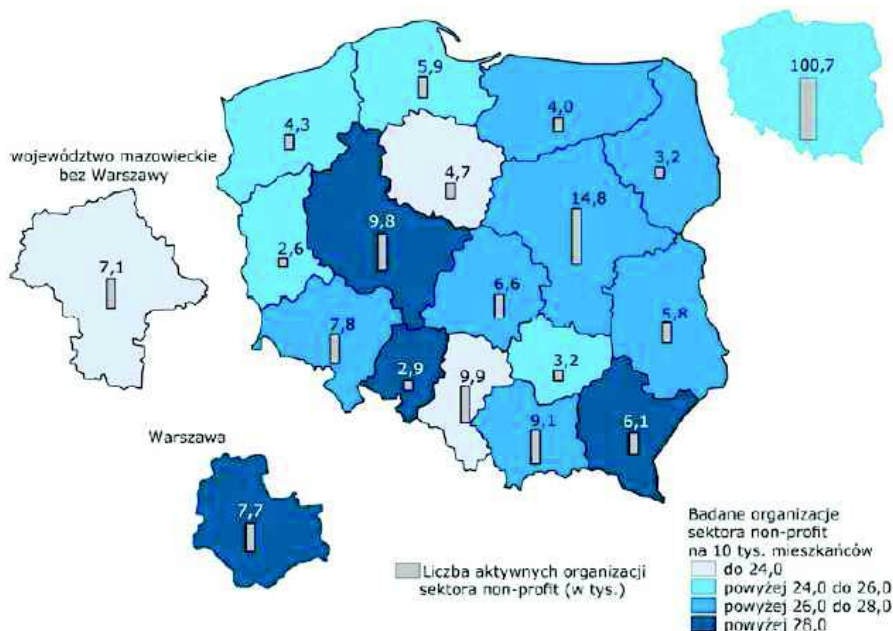 100,7
5,9
4,0
4,3
3,2
województwo mazowieckie
bez Warszawy
4,7
14,8
9,8
2,6
7,1
6,6
5,8
7,8
3,2
2,9
9,9
9,1
6,1
Warszawa
7,7
Badane organizacje
sektora non-profit
na 10 tys. mieszkańców
do 24,0
powyżej 24,0 do 26,0
powyżej 26,0 do 28,0
powyżej 28,0
Liczba aktywnych organizacji
sektora non-profit (w tys.)